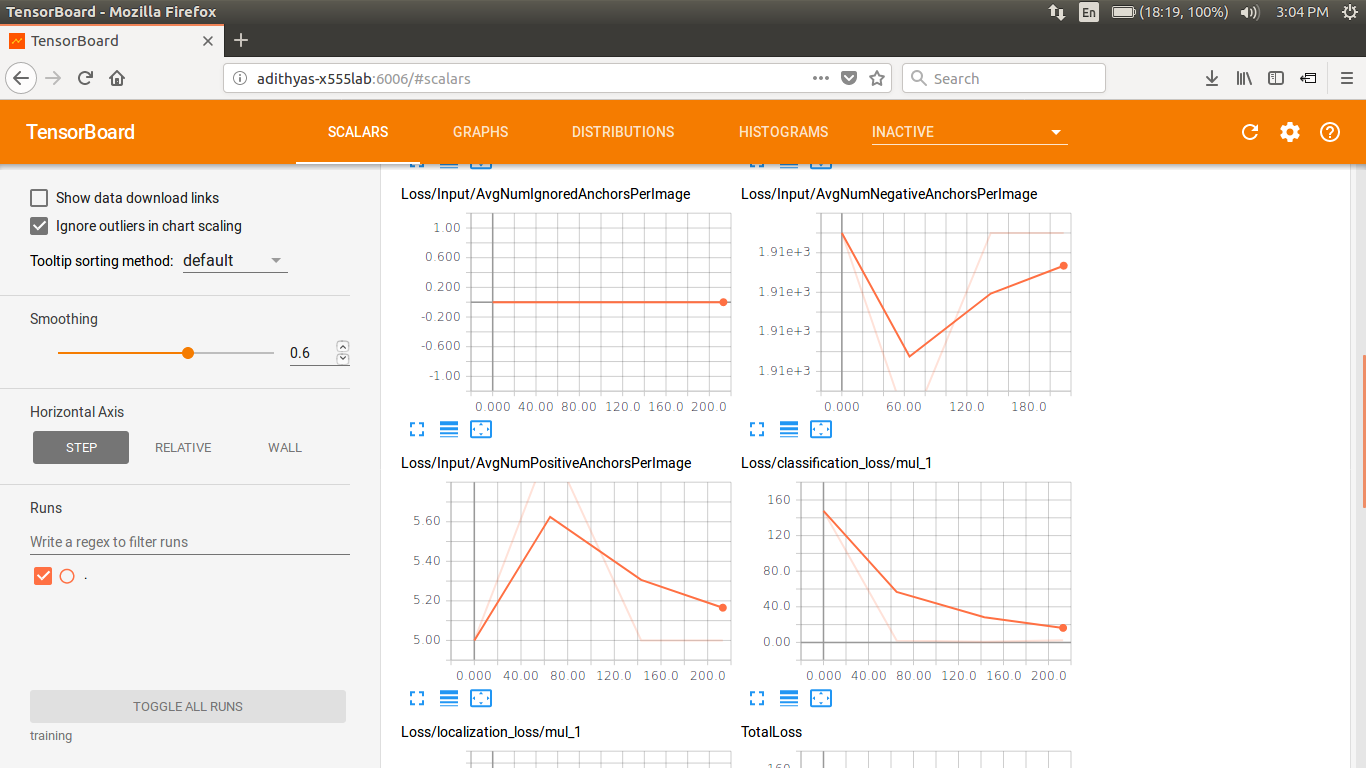 TensorBoard - Mozilla Firefox
En (18:19, 100%) 3:04 PM
TensorBoard
adithyas-x555lab:6006/#scalars
Search
TensorBoard SCALARS GRAPHS DISTRIBUTIONS HISTOGRAMS INACTIVE
Show data download links
Ignore outliers in chart scaling
Tooltip sorting method: default
Smoothing
0.6
Horizontal Axis
STEP RELATIVE WALL
Runs
Write a regex to filter runs
.
TOGGLE ALL RUNS
training
Loss/Input/AvgNumIgnoredAnchorsPerImage
1.00
0.600
0.200
-0.200
-0.600
-1.00
0.000 40.00 80.00 120.0 160.0 200.0
Loss/Input/AvgNumNegativeAnchorsPerImage
1.91e+3
1.91e+3
1.91e+3
1.91e+3
0.000 60.00 120.0 180.0
Loss/Input/AvgNumPositiveAnchorsPerImage
5.60
5.40
5.20
5.00
0.000 40.00 80.00 120.0 160.0 200.0
Loss/classification_loss/mul_1
160
120
80.0
40.0
0.00
0.000 40.00 80.00 120.0 160.0 200.0
Loss/localization_loss/mul_1
TotalLoss
160